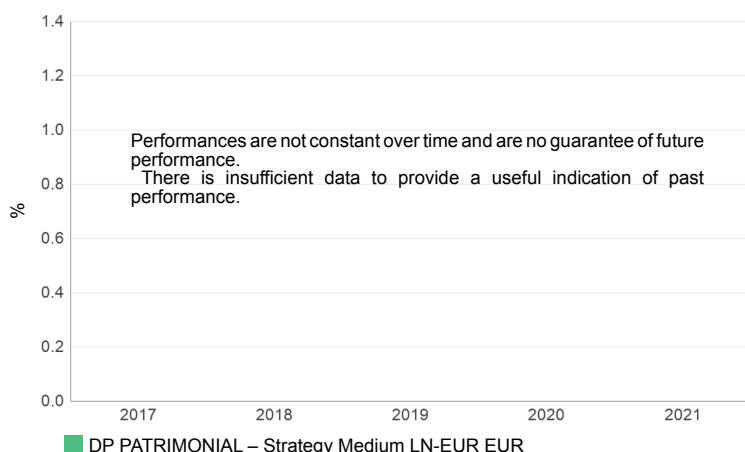 1.4
1.2
1.0
Performances are not constant over time and are no guarantee of future
performance.
There is insufficient data to provide a useful indication of past
performance.
0.8
%
0.6
0.4
0.2
0.0
2017 2018 2019 2020 2021
DP PATRIMONIAL – Strategy Medium LN-EUR EUR